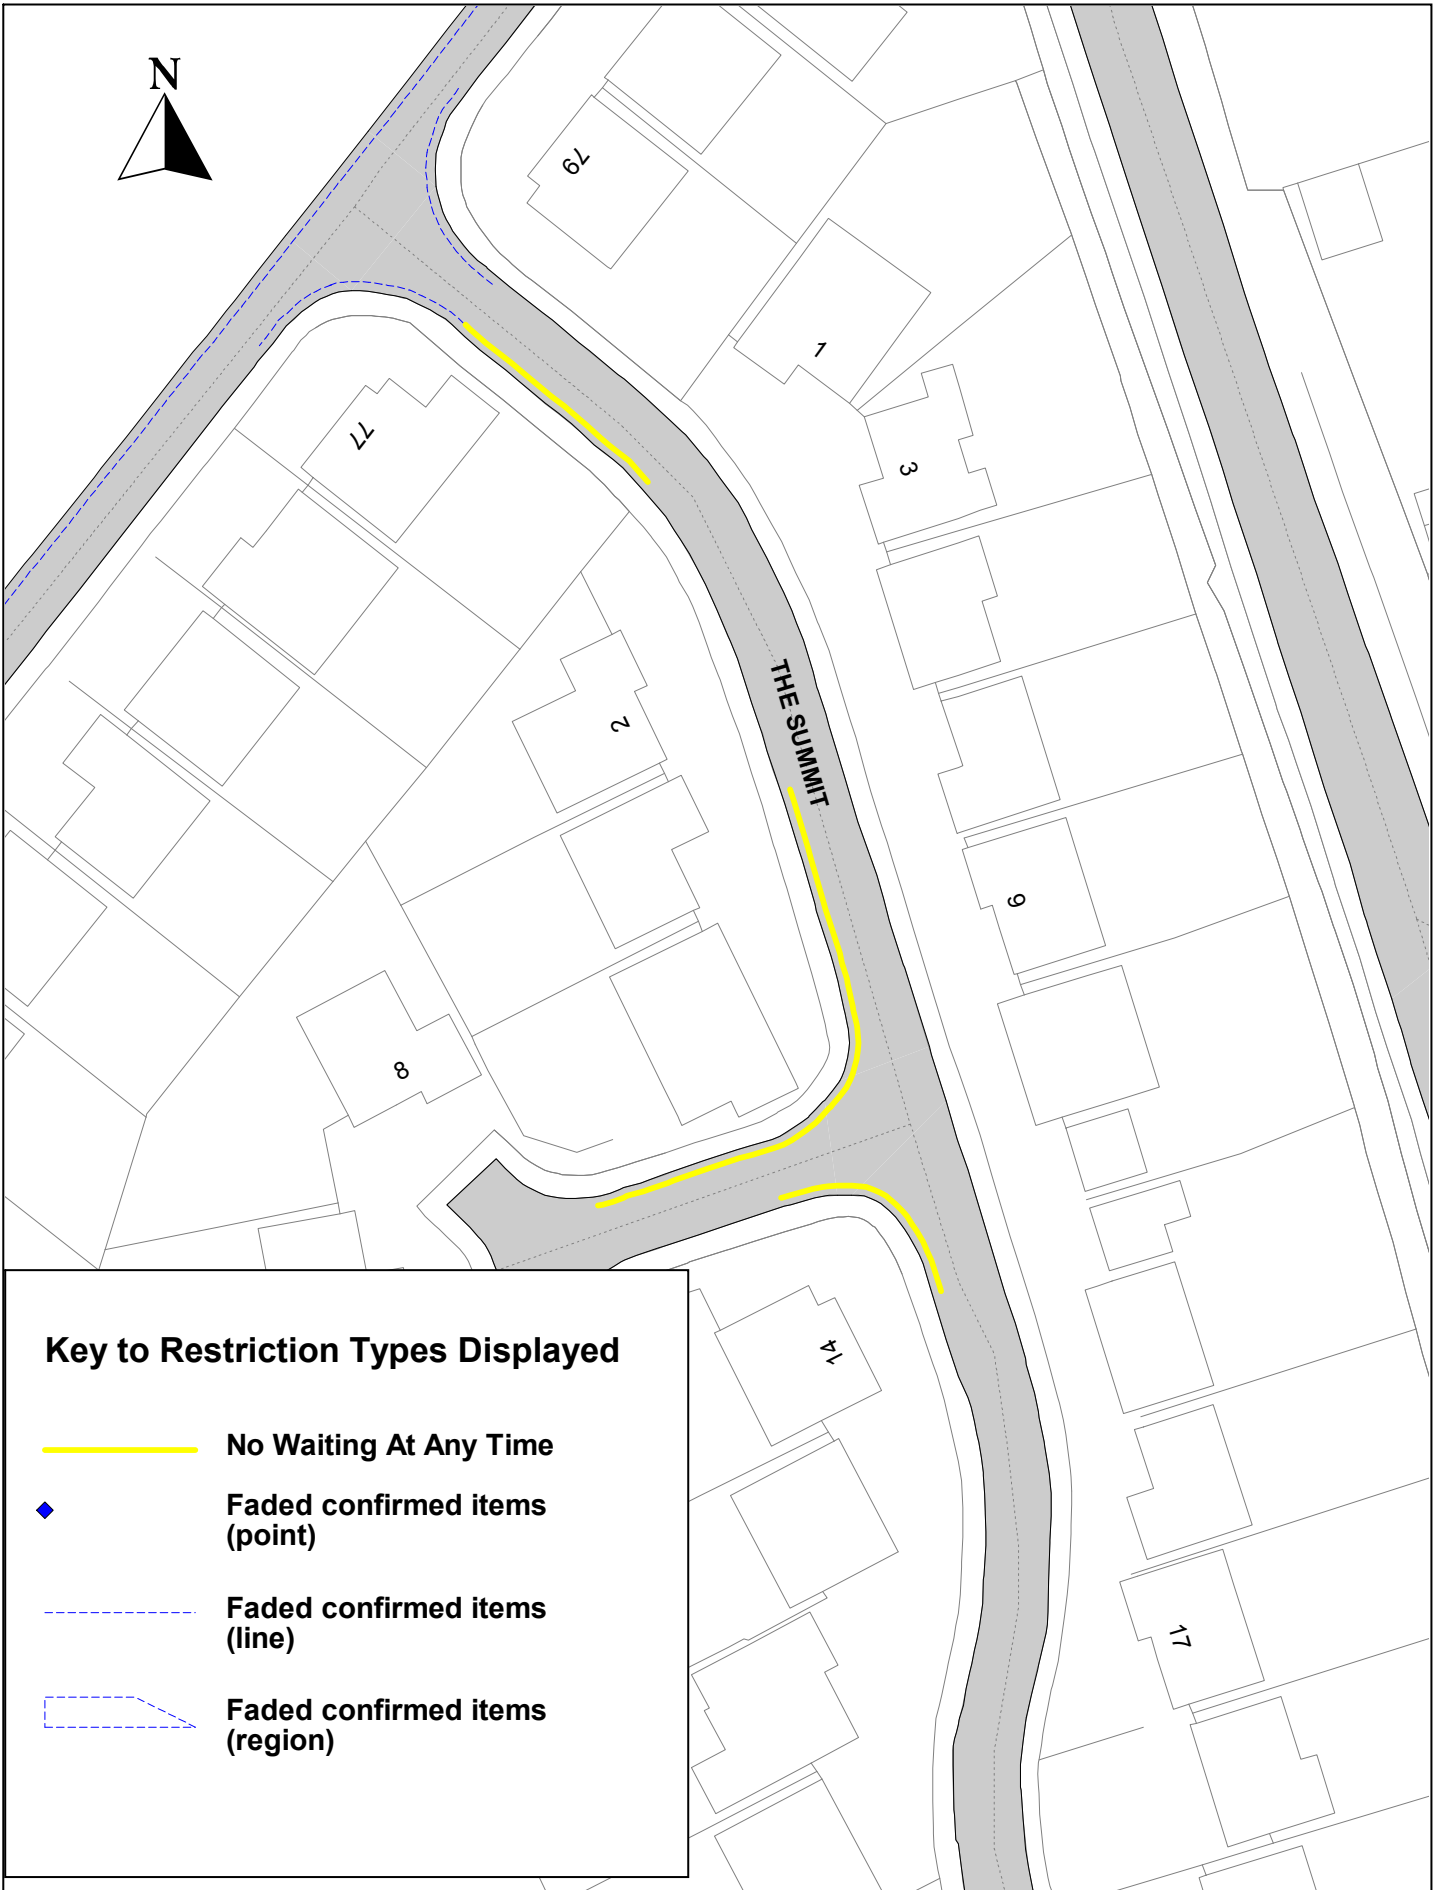 N
79
1
77
3
THE SUMMIT
2
9
8
14
17
Key to Restriction Types Displayed
No Waiting At Any Time
Faded confirmed items
(point)
Faded confirmed items
(line)
Faded confirmed items
(region)